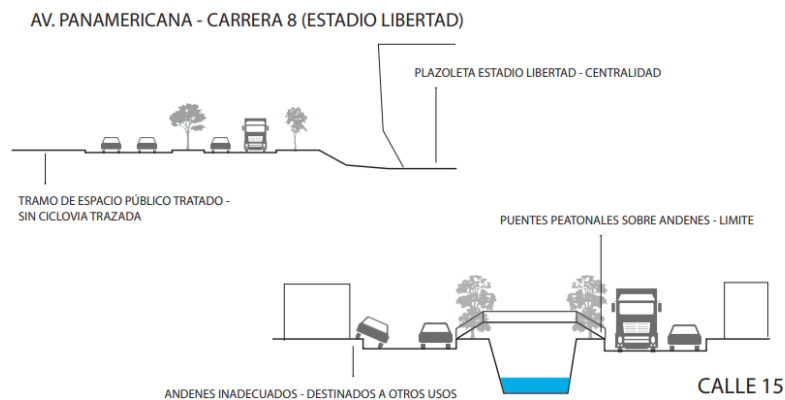 AV. PANAMERICANA - CARRERA 8 (ESTADIO LIBERTAD)
PLAZOLETA ESTADIO LIBERTAD - CENTRALIDAD
TRAMO DE ESPACIO PÚBLICO TRATADO -
SIN CICLOVIA TRAZADA
PUENTES PEATONALES SOBRE ANDENES - LIMITE
ANDENES INADECUADOS - DESTINADOS A OTROS USOS
CALLE 15